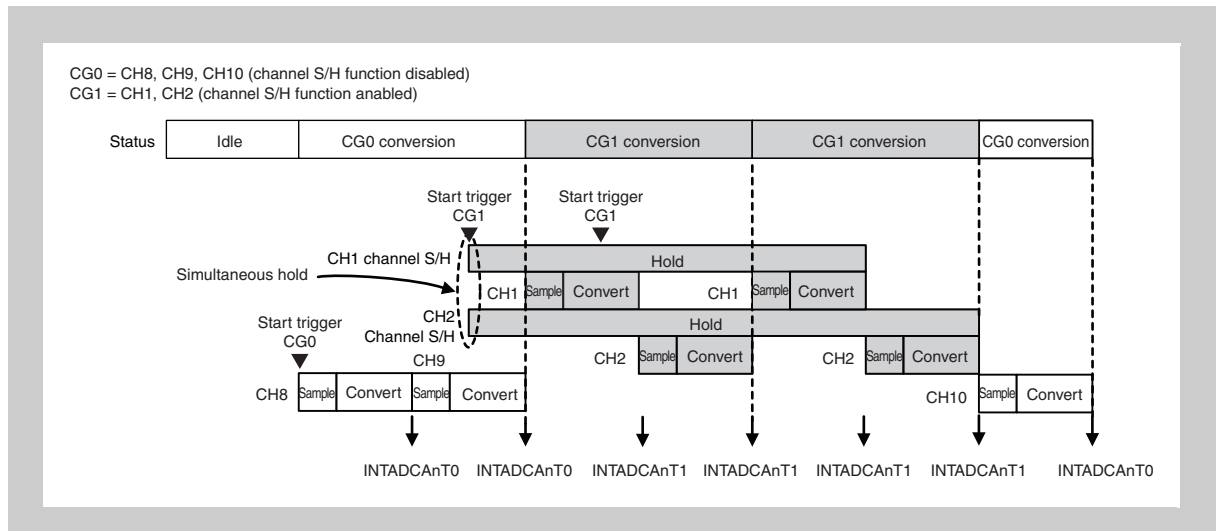 CG0 = CH8, CH9, CH10 (channel S/H function disabled)
CG1 = CH1, CH2 (channel S/H function anabled)
Status
Idle
CG0 conversion
CG1 conversion
CG1 conversion
CG0 conversion
Start trigger
CG1
Start trigger
CG1
CH1 channel S/H
Hold
Simultaneous hold
CH1
Sample
Convert
CH1
Sample
Convert
CH2
Channel S/H
Hold
Start trigger
CG0
CH2
Sample
Convert
CH2
Sample
Convert
CH9
CH8
Sample
Convert
Sample
Convert
CH10
Sample
Convert
INTADCAnT0
INTADCAnT0
INTADCAnT1
INTADCAnT1
INTADCAnT1
INTADCAnT1
INTADCAnT0